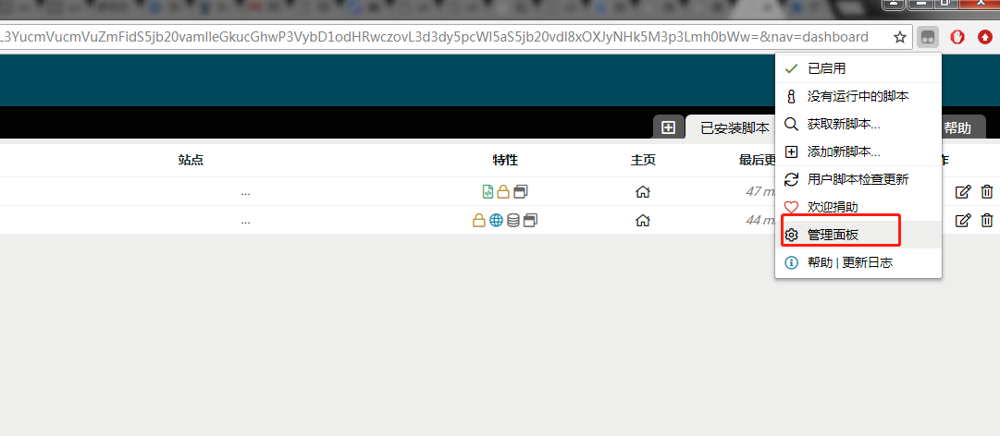 L3YucmVucmVuZmFidS5jb20vamlleGkucGhwP3VybD1odHRwczovL3d3dy5pcWl5aS5jb20vdl8xOXJyNHk5M3p3Lmh0bWw=&nav=dashboard
已启用
没有运行中的脚本
获取新脚本...
添加新脚本...
用户脚本检查更新
欢迎捐助
管理面板
帮助 | 更新日志
已安装脚本
帮助
站点
特性
主页
最后更
作
...
47 m
...
44 m